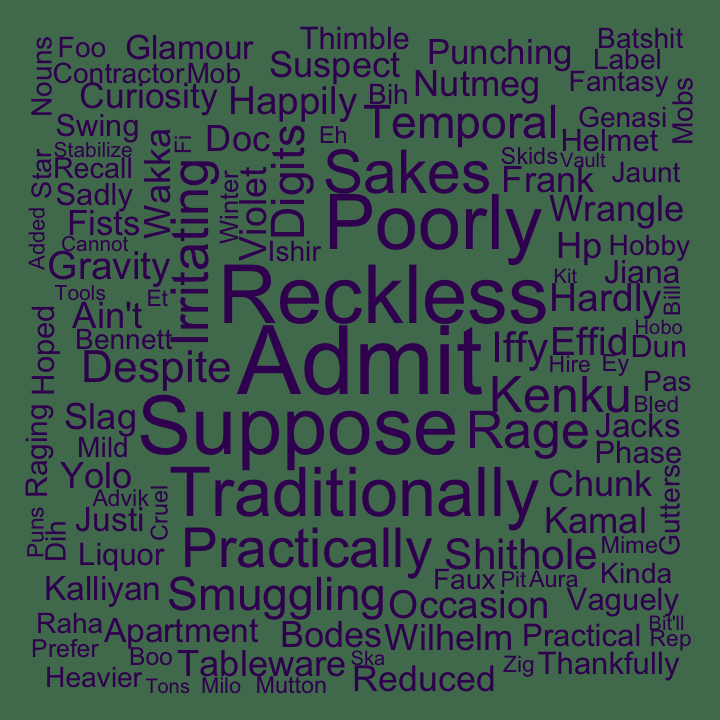 Nouns
Foo
Glamour
Thimble
Punching
Batshit
Label
Contractor
Mob
Suspect
Nutmeg
Fantasy
Mobs
Curiosity
Happily
Bih
Temporal
Genasi
Swing
Wakka
Fi
Doc
Digits
Eh
Helmet
Stabilize
Star
Recall
Sakes
Skids
Vault
Frank
Jaunt
Sadly
Irritating
Winter
Violet
Poorly
Wrangle
Added
Fists
Cannot
Ishir
Hp
Hobby
Gravity
Reckless
Kit
Jiana
Tools
Et
Hardly
Bill
Hoped
Ain't
Admit
Iffy
Effid
Hobo
Bennett
Dun
Despite
Hire
Ey
Kenku
Pas
Raging
Slag
Suppose
Rage
Bled
Jacks
Mild
Phase
Yolo
Traditionally
Chunk
Gutters
Advik
Cruel
Justi
Kamal
Puns
Dih
Liquor
Practically
Shithole
Mime
Kalliyan
Smuggling
Faux
Pit
Aura
Kinda
Occasion
Vaguely
Raha
Apartment
Bodes
Wilhelm
Practical
Bit'll
Rep
Prefer
Boo
Tableware
Ska
Reduced
Zig
Thankfully
Heavier
Tons
Milo
Mutton